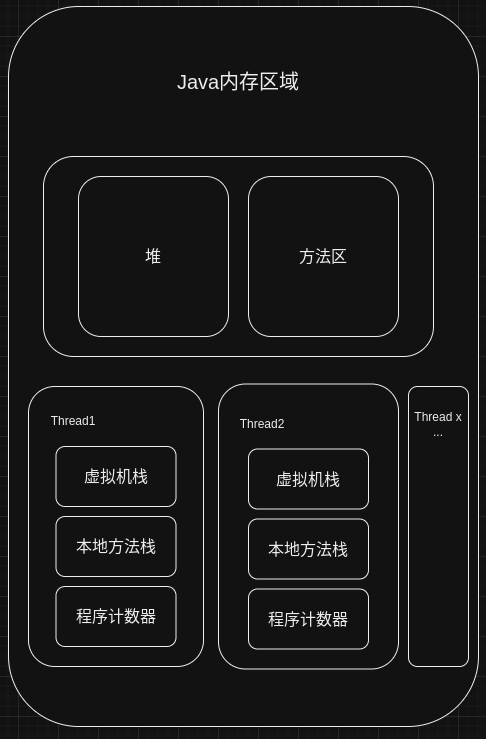 Java内存区域
堆
方法区
Thread1
虚拟机栈
本地方法栈
程序计数器
Thread2
虚拟机栈
本地方法栈
程序计数器
Thread x
...